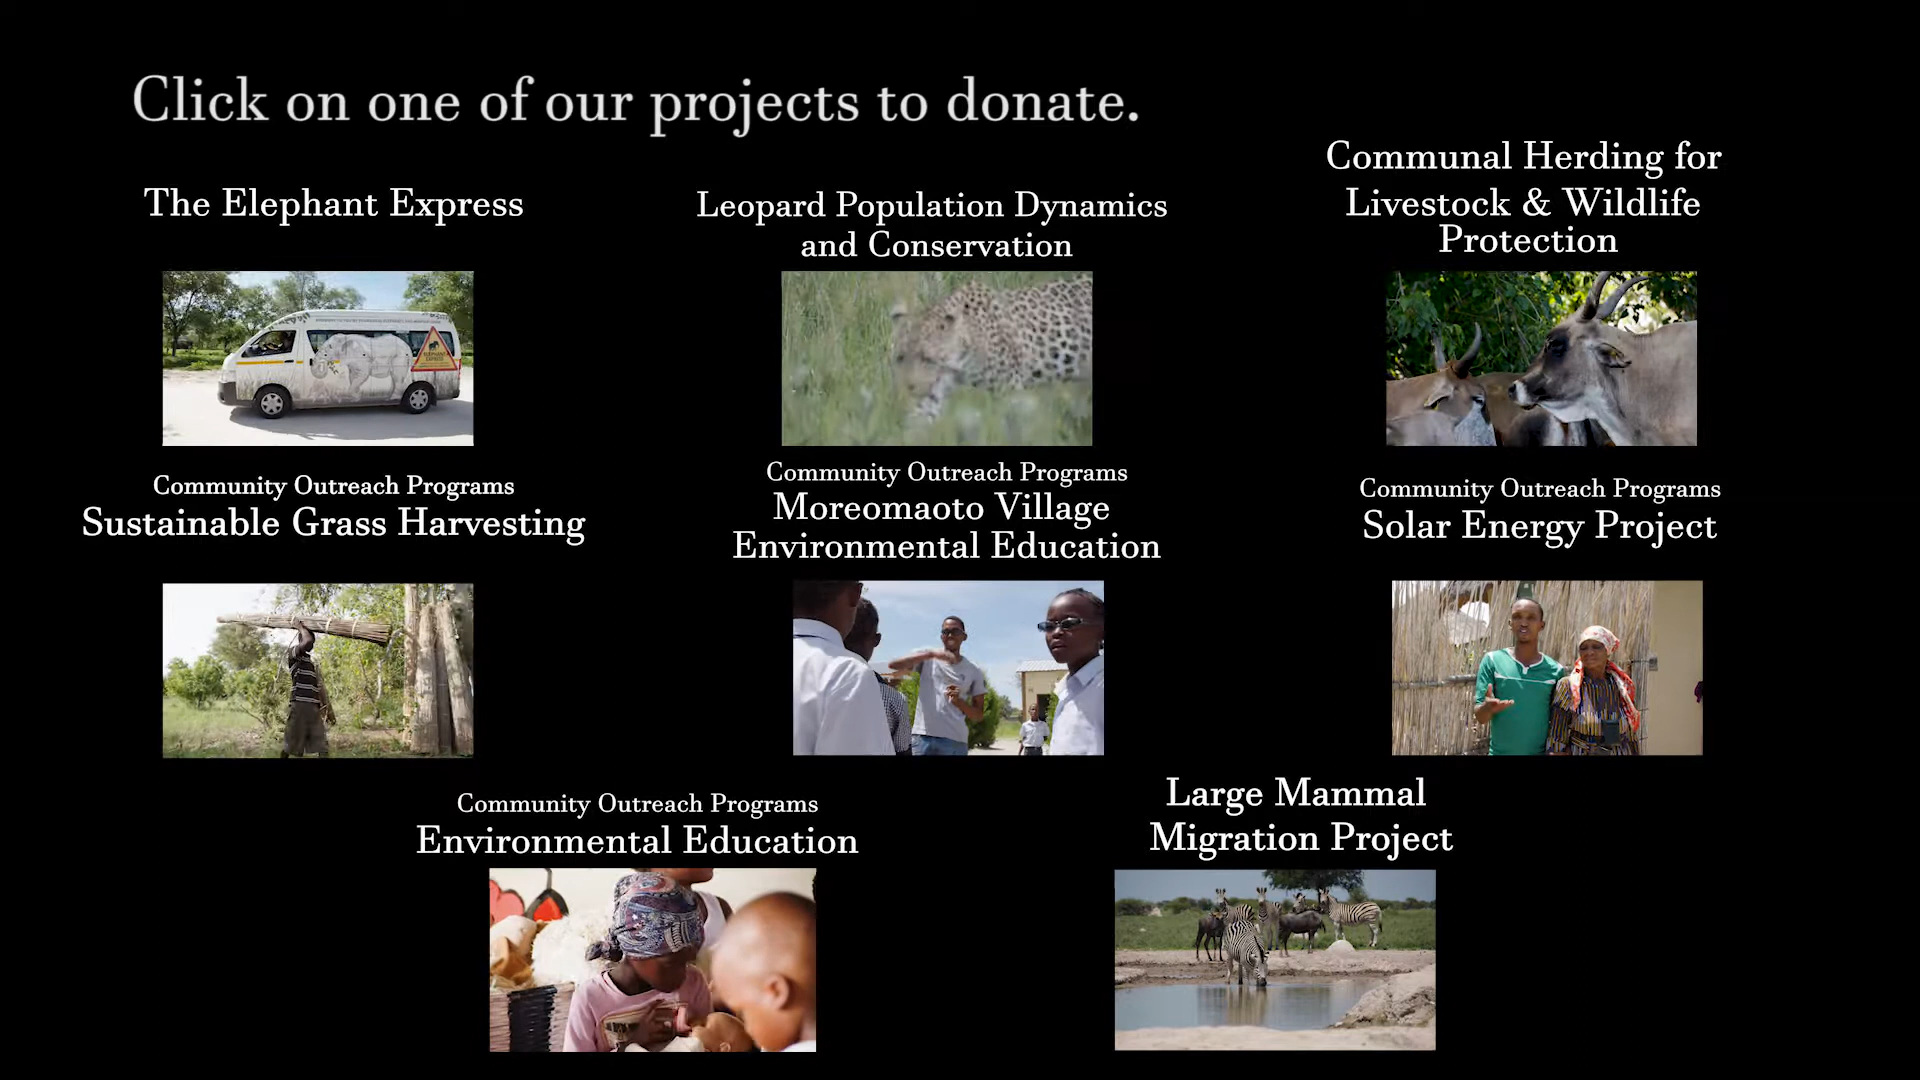 Click on one of our projects to donate.
The Elephant Express
Leopard Population Dynamics
and Conservation
Communal Herding for
Livestock & Wildlife
Protection
Community Outreach Programs
Sustainable Grass Harvesting
Community Outreach Programs
Moreomaoto Village
Environmental Education
Community Outreach Programs
Solar Energy Project
Community Outreach Programs
Environmental Education
Large Mammal
Migration Project